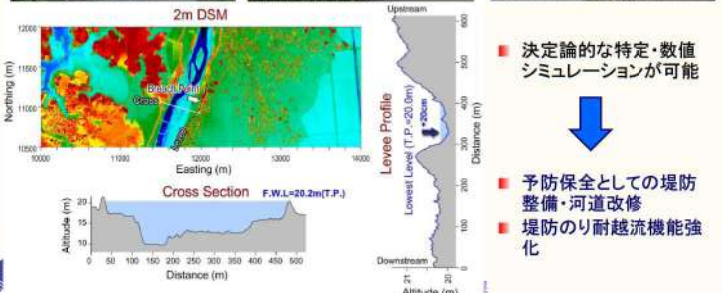 2m DSM
Northing (m)
12000
11500
11000
10500
10000
11000
12000
13000
14000
Easting (m)
Breach Point
Cross
Levee
Cross Section
F.W.L=20.2m(T.P.)
Altitude (m)
20
15
10
0 50 100 150 200 250 300 350 400 450 500
Distance (m)
Upstream
Levee Profile
Lowest Level (T.P.=20.0m)
+20cm
600
500
400
300
200
100
0
Distance (m)
Downstream
21
20
Altitude (m)
決定論的な特定・数値
シミュレーションが可能
予防保全としての堤防
整備・河道改修
堤防のり耐越流機能強
化